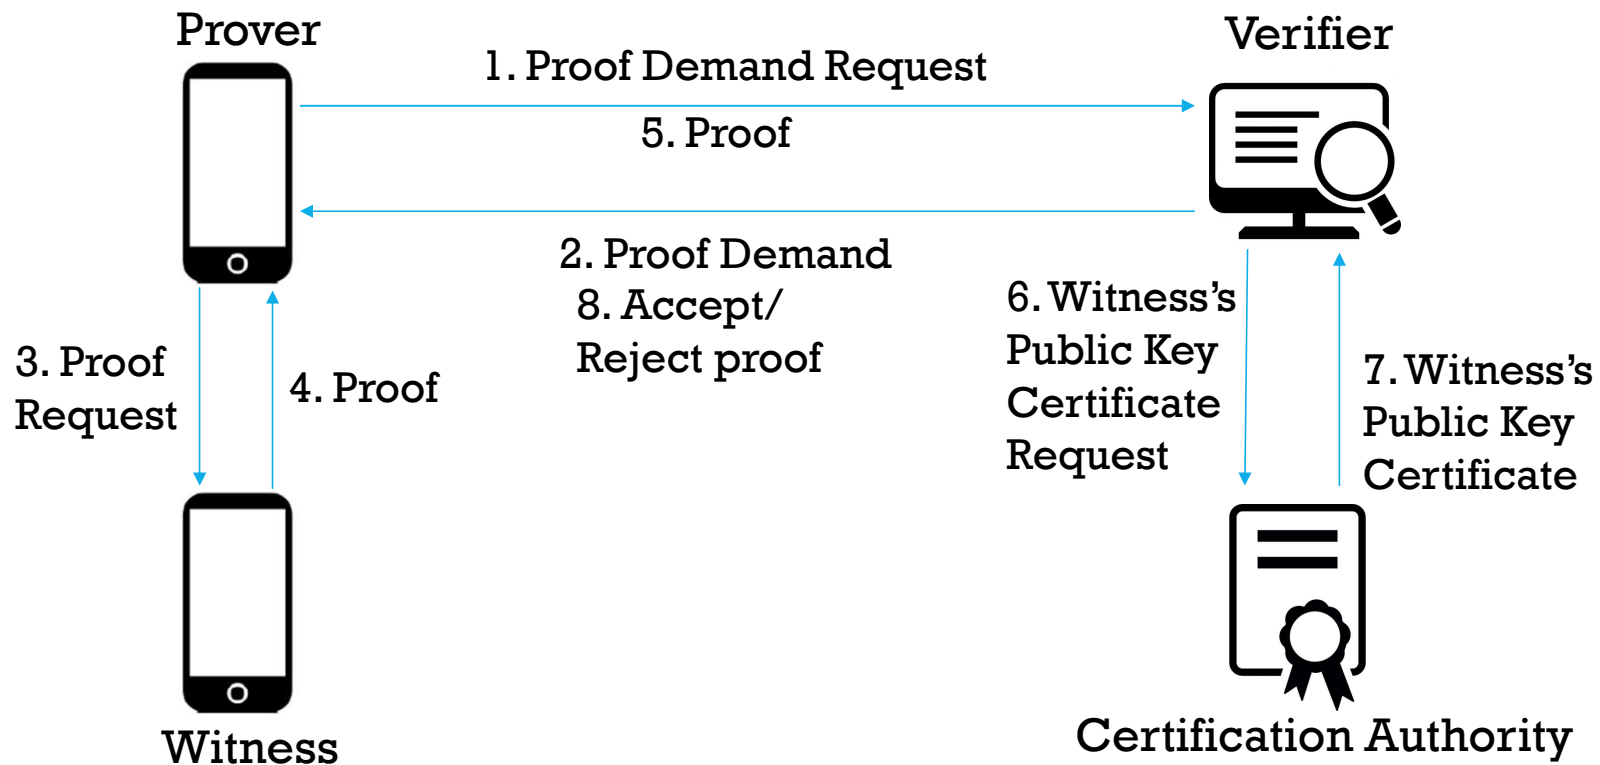 Prover
Verifier
1. Proof Demand Request
5. Proof
2. Proof Demand
8. Accept/
Reject proof
3. Proof
Request
4. Proof
6. Witness’s
Public Key
Certificate
Request
7. Witness’s
Public Key
Certificate
Witness
Certification Authority